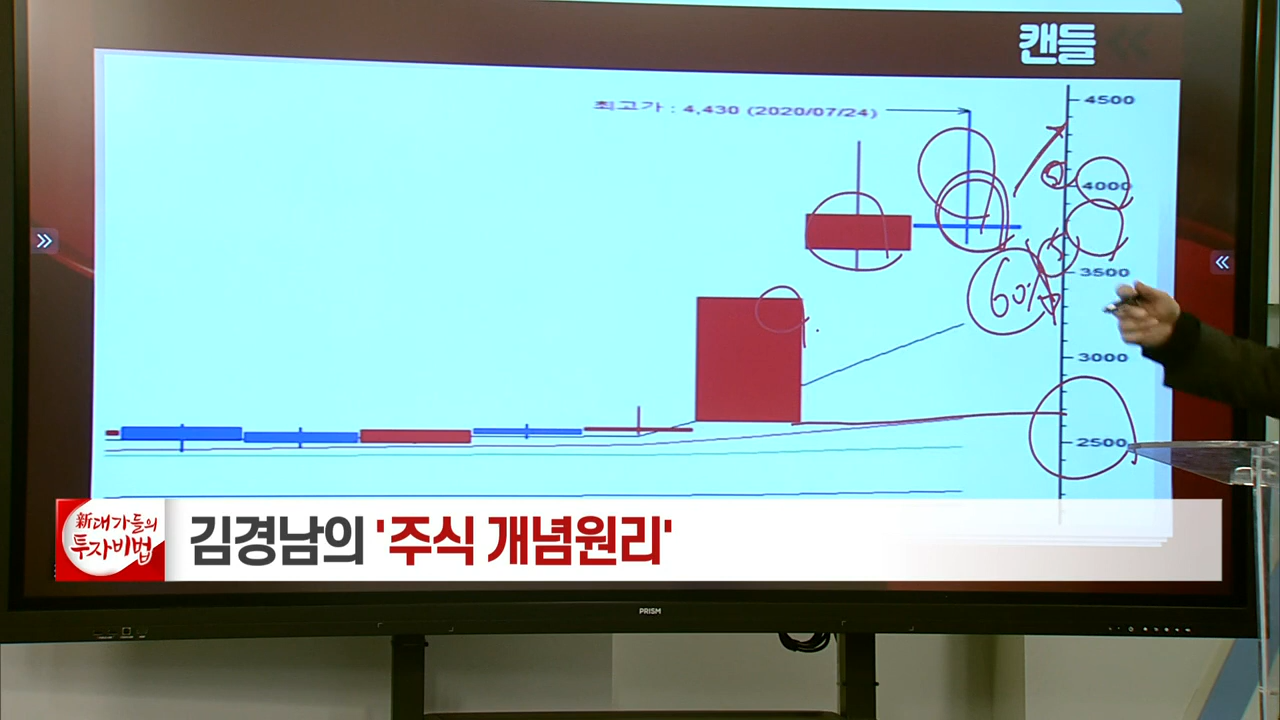 캔들
최고가 : 4,430 (2020/07/24)
4500
4000
3500
60%
3000
2500
新대가들의
투자비법
김경남의 '주식 개념원리'
PRISM